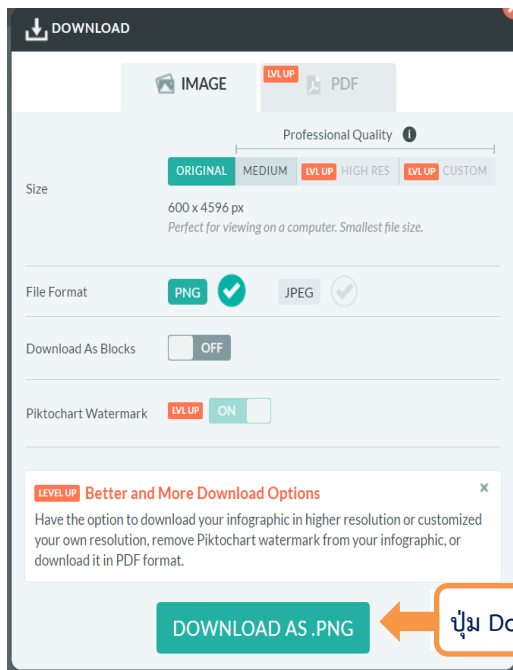 DOWNLOAD
IMAGE
LVL UP
PDF
Professional Quality i
Size
ORIGINAL MEDIUM LVL UP HIGH RES LVL UP CUSTOM
600 x 4596 px
Perfect for viewing on a computer. Smallest file size.
File Format PNG JPEG
Download As Blocks OFF
Piktochart Watermark LVL UP ON
LEVEL UP Better and More Download Options x
Have the option to download your infographic in higher resolution or customized
your own resolution, remove Piktochart watermark from your infographic, or
download it in PDF format.
DOWNLOAD AS .PNG
ปุ่ม